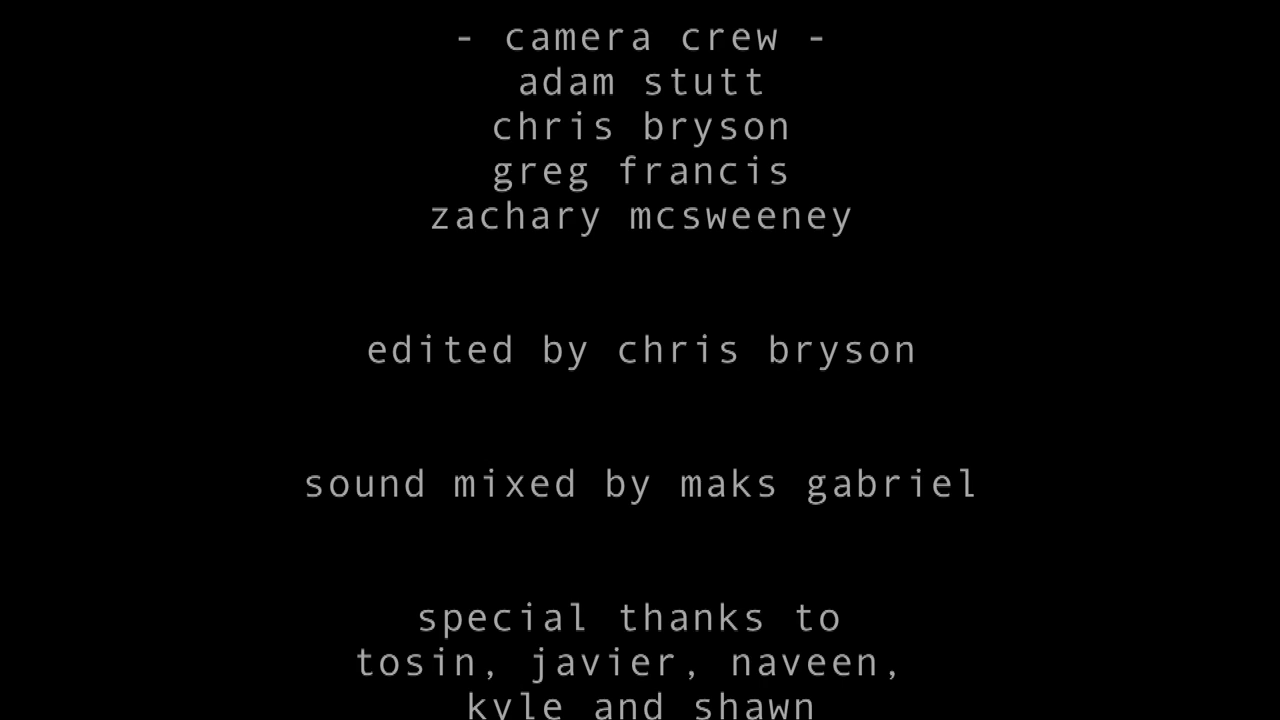 - camera crew -
adam stutt
chris bryson
greg francis
zachary mcsweeney
edited by chris bryson
sound mixed by maks gabriel
special thanks to
tosin, javier, naveen,
kyle and shawn